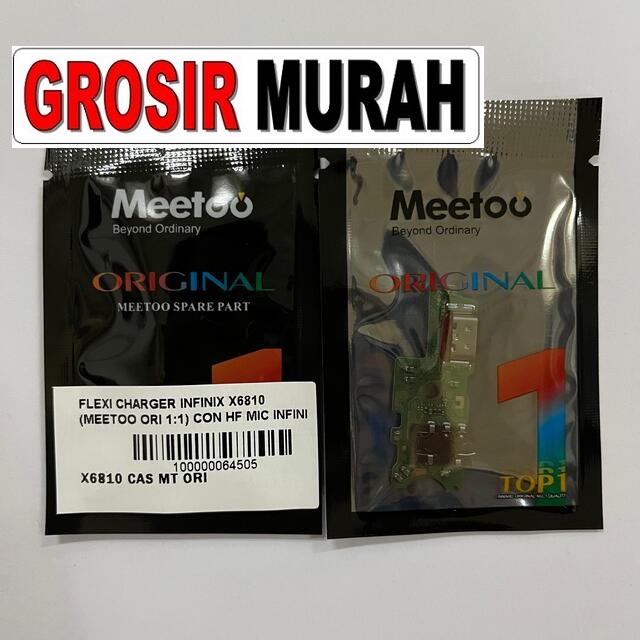 GROSIR MURAH
Meetoo
Beyond Ordinary
ORIGINAL
MEETOO SPARE PART
FLEXI CHARGER INFINIX X6810
(MEETOO ORI 1:1) CON HF MIC INFINI
100000064505
X6810 CAS MT ORI
Meetoo
Beyond Ordinary
ORIGINAL
1
TOP1